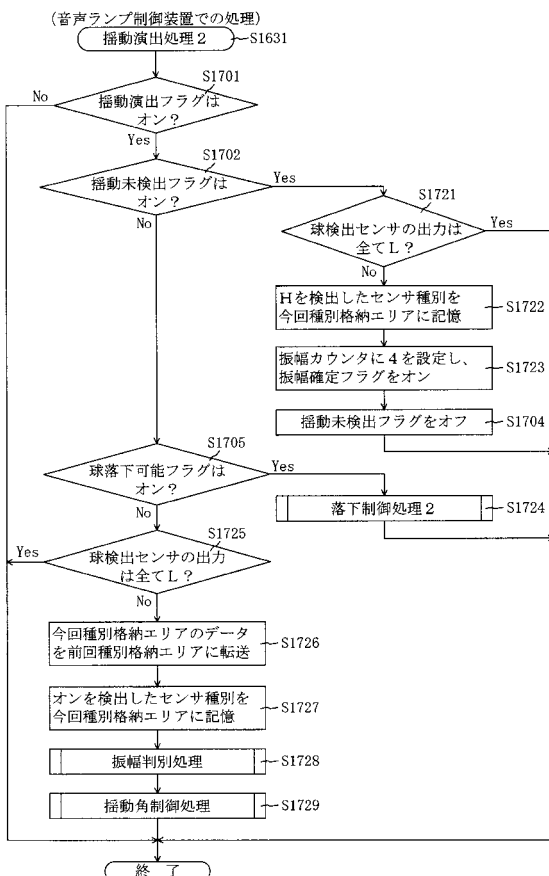 (音声ランプ制御装置での処理)
揺動演出処理2
S1631
S1701
No
揺動演出フラグは
オン?
Yes
S1702
揺動未検出フラグは
オン?
Yes
No
S1721
球検出センサの出力は
全てL?
Yes
No
Hを検出したセンサ種別を
今回種別格納エリアに記憶
S1722
振幅カウンタに4を設定し、
振幅確定フラグをオン
S1723
揺動未検出フラグをオフ
S1704
S1705
球落下可能フラグは
オン?
Yes
No
落下制御処理2
S1724
S1725
Yes
球検出センサの出力
は全てL?
No
今回種別格納エリアのデータ
を前回種別格納エリアに転送
S1726
オンを検出したセンサ種別を
今回種別格納エリアに記憶
S1727
振幅判別処理
S1728
揺動角制御処理
S1729
終了